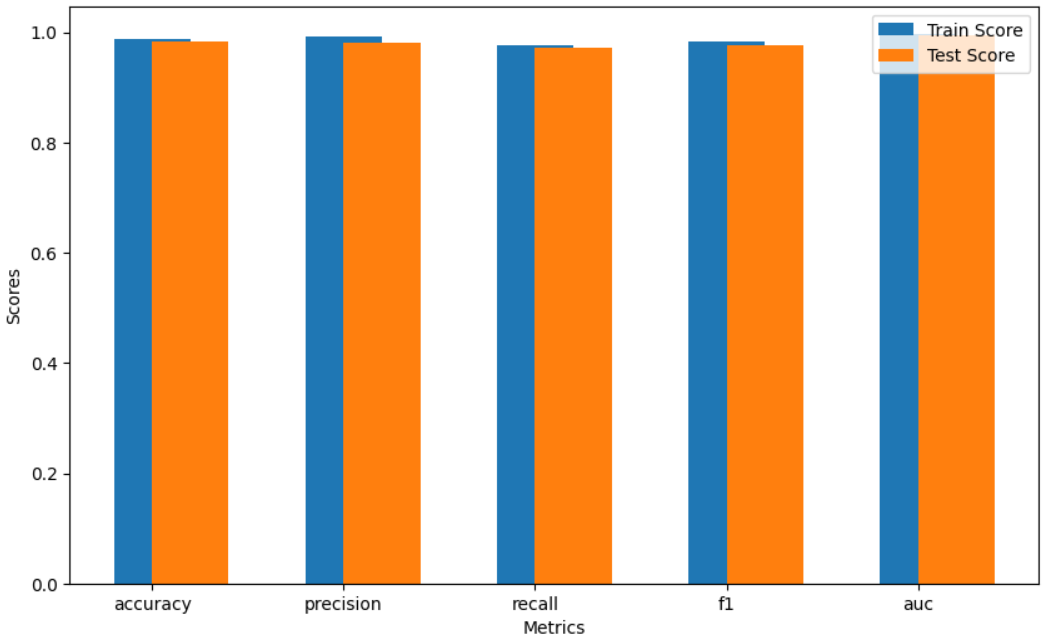 1.0
0.8
0.6
0.4
0.2
0.0
Scores
Train Score
Test Score
accuracy
precision
recall
f1
auc
Metrics